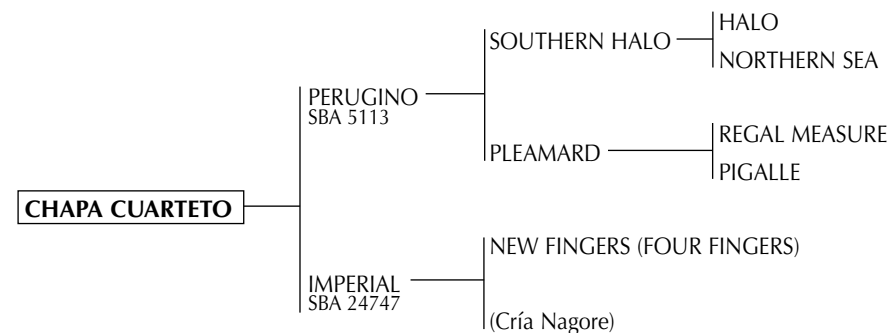 HALO
SOUTHERN HALO
NORTHERN SEA
PERUGINO
SBA 5113
REGAL MEASURE
PLEAMARD
PIGALLE
CHAPA CUARTETO
NEW FINGERS (FOUR FINGERS)
IMPERIAL
SBA 24747
(Cría Nagore)